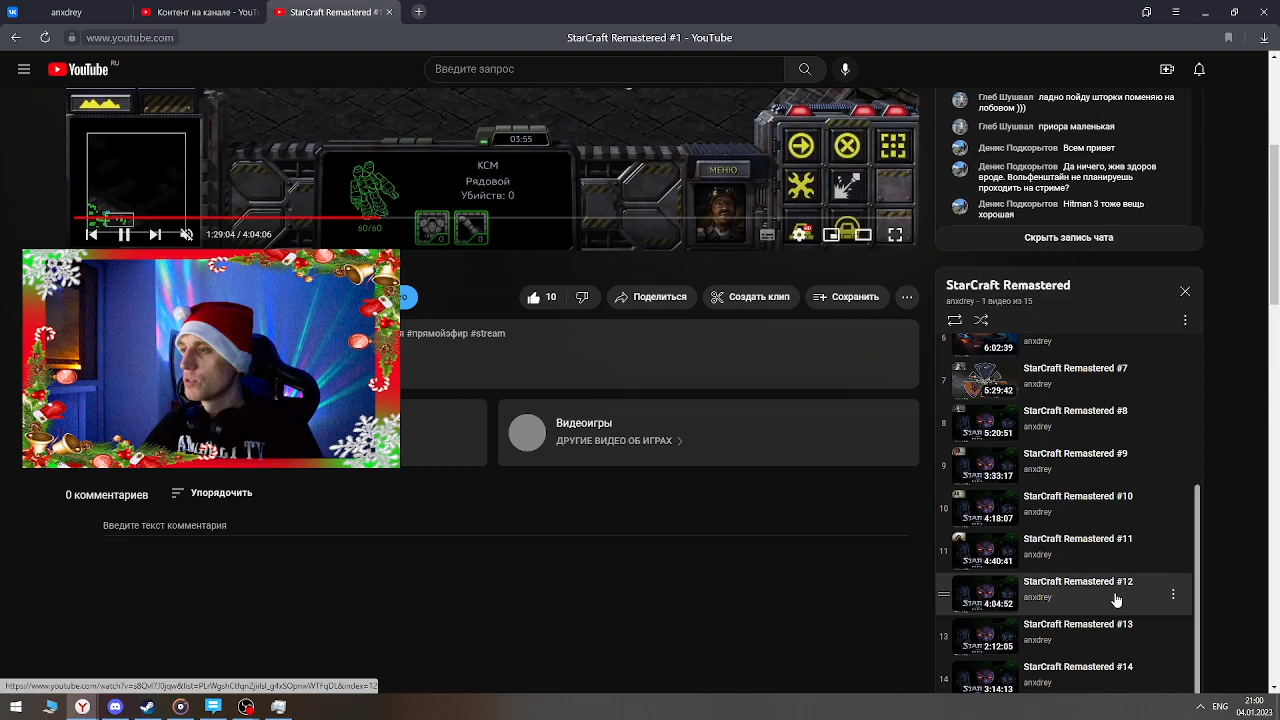 anxdrey
Контент на канале - YouT
StarCraft Remastered #1
www.youtube.com
StarCraft Remastered #1 - YouTube
YouTube RU
Введите запрос
03:55
КСМ
Рядовой
Убийств: 0
60/60
0
0
МЕНЮ
1:29:04 / 4:04:06
HD
Глеб Шушвал ладно пойду шторки поменяю на
лобовом )))
Глеб Шушвал приора маленькая
Денис Подкорытов Всем привет
Денис Подкорытов Да ничего, жив здоров
вроде. Вольфенштайн не планируешь
проходить на стриме?
Денис Подкорытов Hitman 3 тоже вещь
хорошая
Скрыть запись чата
10
Поделиться
Создать клип
Сохранить
#прямойэфир #stream
Видеоигры
ДРУГИЕ ВИДЕО ОБ ИГРАХ
0 комментариев
Упорядочить
Введите текст комментария
StarCraft Remastered
anxdrey - 1 видео из 15
6
6:02:39
anxdrey
7
5:29:42
StarCraft Remastered #7
anxdrey
8
5:20:51
StarCraft Remastered #8
anxdrey
9
3:33:17
StarCraft Remastered #9
anxdrey
10
4:18:07
StarCraft Remastered #10
anxdrey
11
4:40:41
StarCraft Remastered #11
anxdrey
4:04:52
StarCraft Remastered #12
anxdrey
13
2:12:05
StarCraft Remastered #13
anxdrey
14
3:14:13
StarCraft Remastered #14
anxdrey
ENG
21:00
04.01.2023